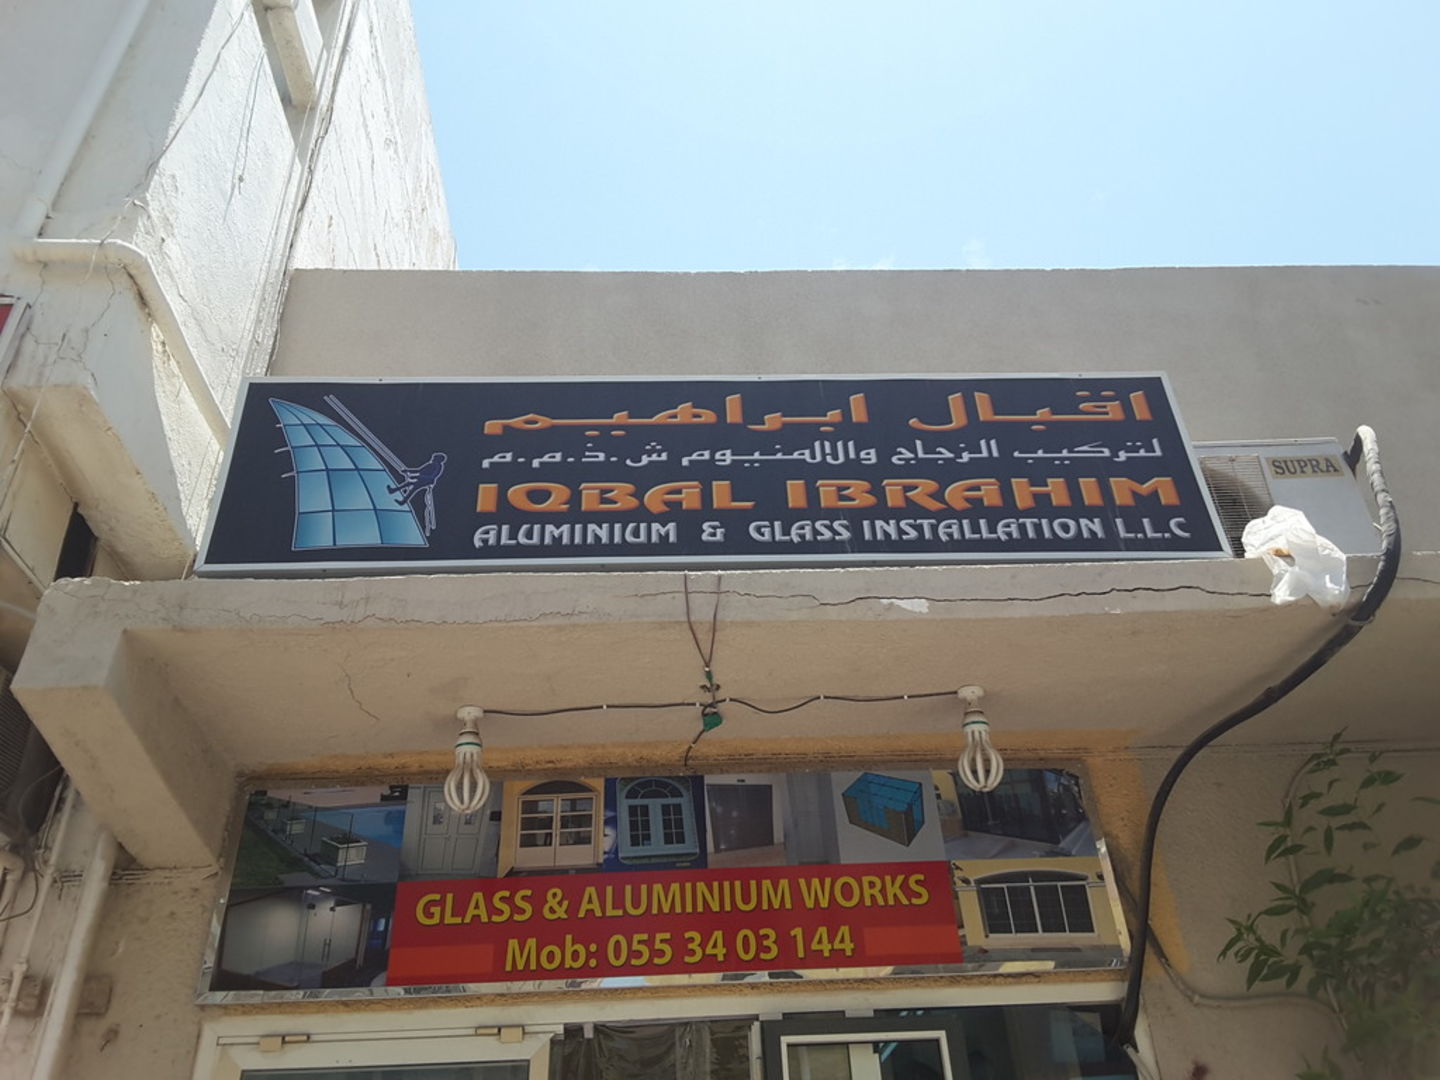 اقبال ابراهيم
لتركيب الزجاج والالمنيوم ش.ذ.م.م
IQBAL IBRAHIM
ALUMINIUM & GLASS INSTALLATION L.L.C
SUPRA
GLASS & ALUMINIUM WORKS
Mob: 055 34 03 144